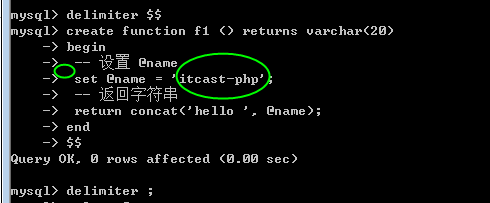 mysql> delimiter $$
mysql> create function f1 () returns varchar(20)
    -> begin
    ->  -- 设置 @name
    ->  set @name = 'itcast-php';
    ->  -- 返回字符串
    ->  return concat('hello ', @name);
    -> end
    -> $$
Query OK, 0 rows affected (0.00 sec)
mysql> delimiter ;